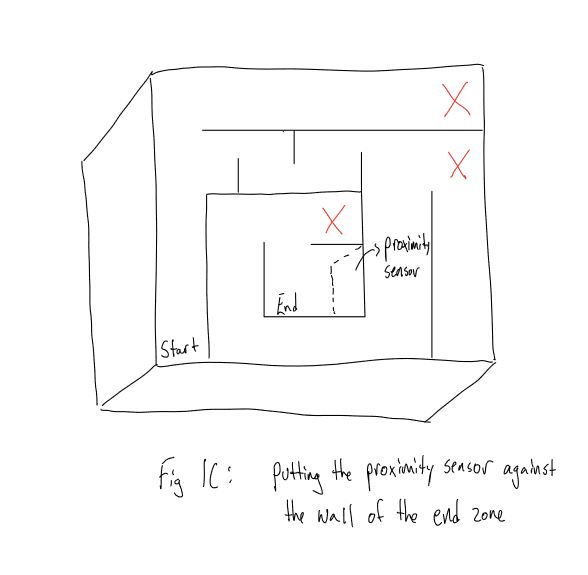 X
X
X
proximity
sensor
End
Start
Fig 1C: Putting the proximity sensor against
the wall of the end zone